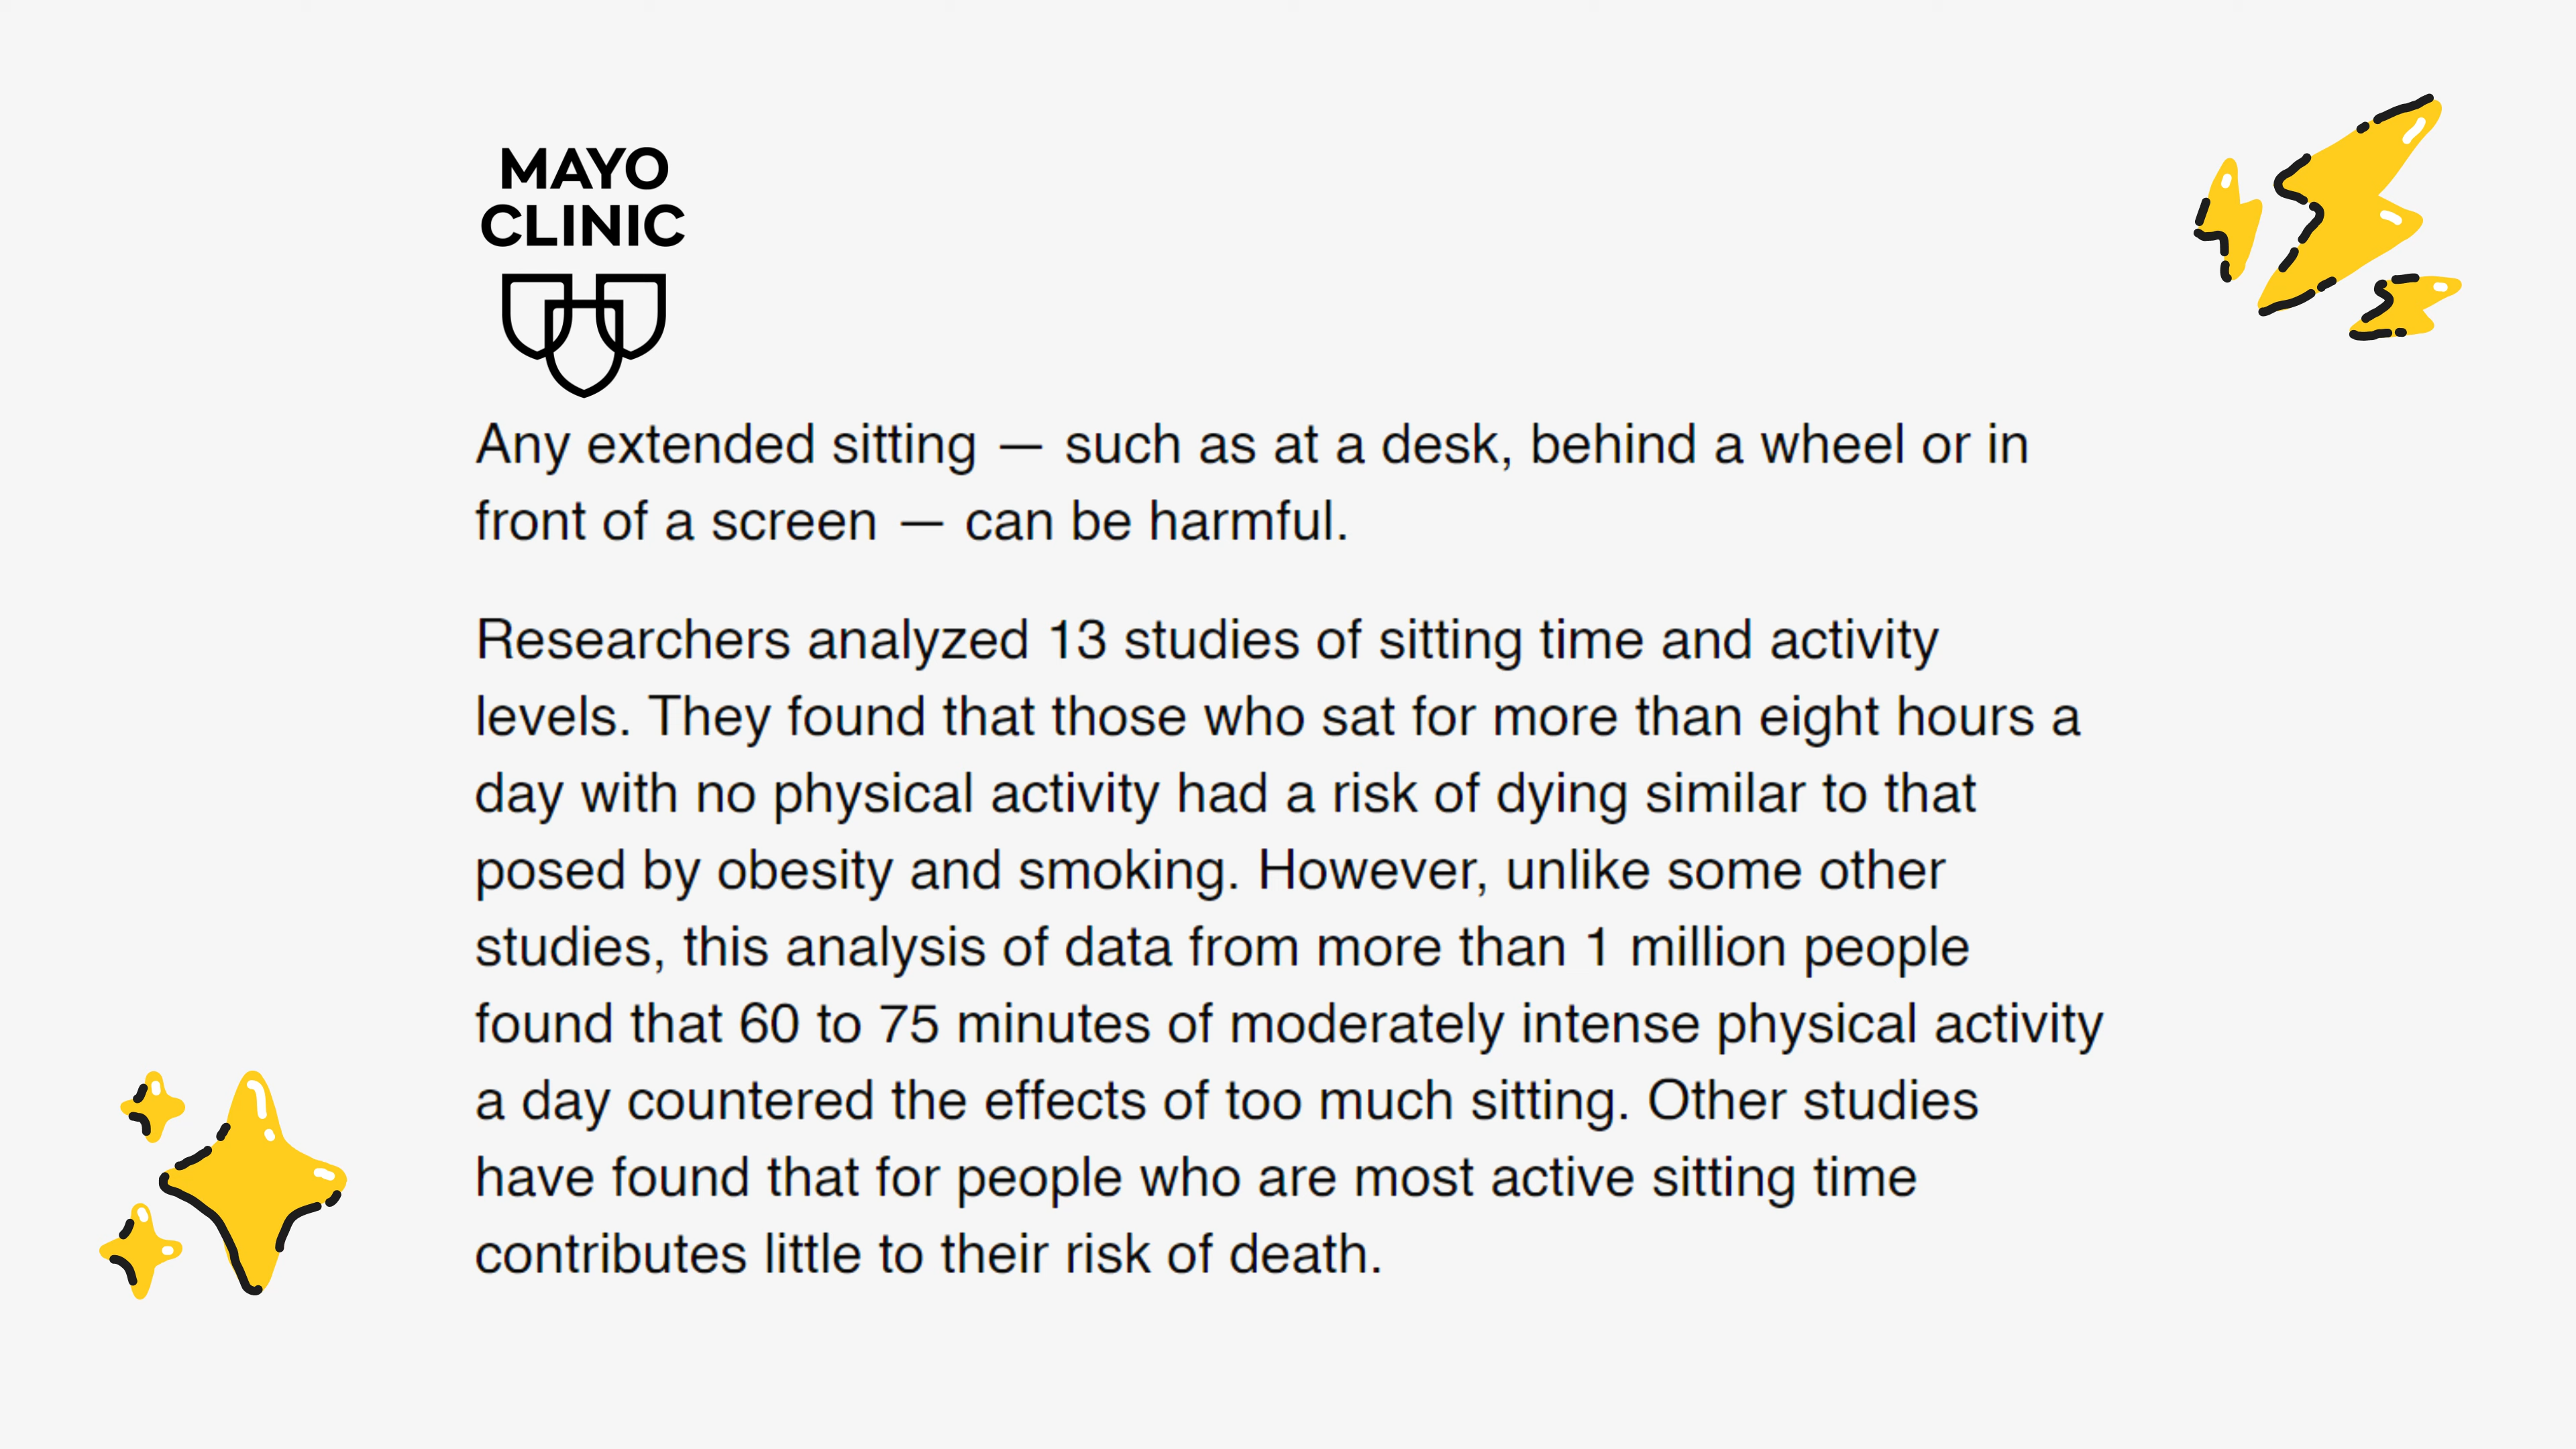 MAYO
CLINIC
Any extended sitting — such as at a desk, behind a wheel or in
front of a screen — can be harmful.
Researchers analyzed 13 studies of sitting time and activity
levels. They found that those who sat for more than eight hours a
day with no physical activity had a risk of dying similar to that
posed by obesity and smoking. However, unlike some other
studies, this analysis of data from more than 1 million people
found that 60 to 75 minutes of moderately intense physical activity
a day countered the effects of too much sitting. Other studies
have found that for people who are most active sitting time
contributes little to their risk of death.